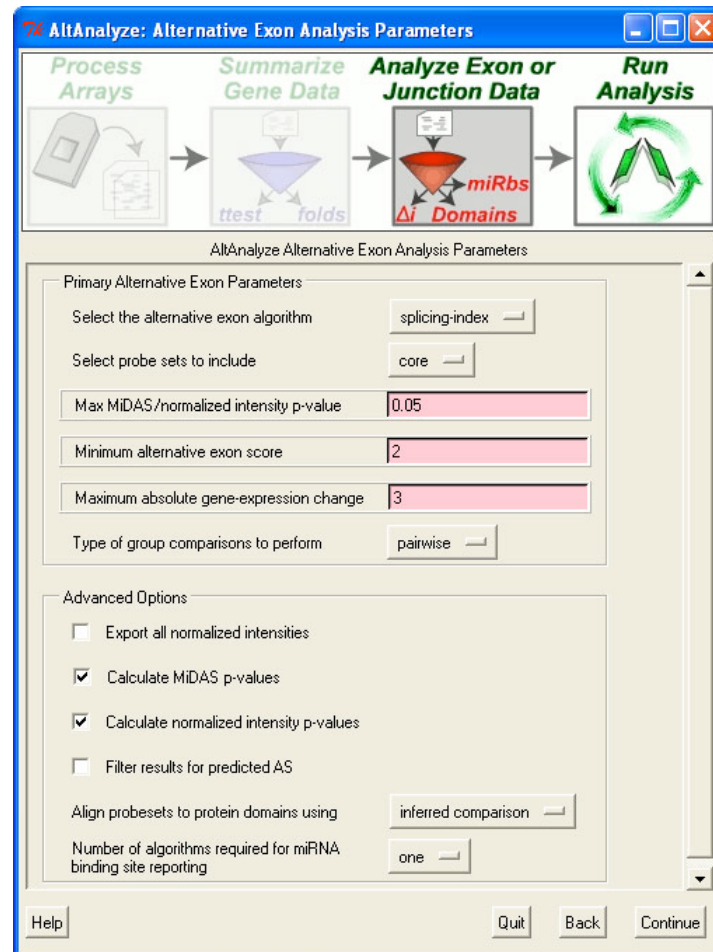 AltAnalyze: Alternative Exon Analysis Parameters
Process Arrays
Summarize Gene Data
Analyze Exon or Junction Data
Run Analysis
ttest folds
miRbs
Δi Domains
AltAnalyze Alternative Exon Analysis Parameters
Primary Alternative Exon Parameters
Select the alternative exon algorithm splicing-index
Select probe sets to include core
Max MiDAS/normalized intensity p-value 0.05
Minimum alternative exon score 2
Maximum absolute gene-expression change 3
Type of group comparisons to perform pairwise
Advanced Options
Export all normalized intensities
Calculate MiDAS p-values
Calculate normalized intensity p-values
Filter results for predicted AS
Align probesets to protein domains using inferred comparison
Number of algorithms required for miRNA
binding site reporting one
Help Quit Back Continue